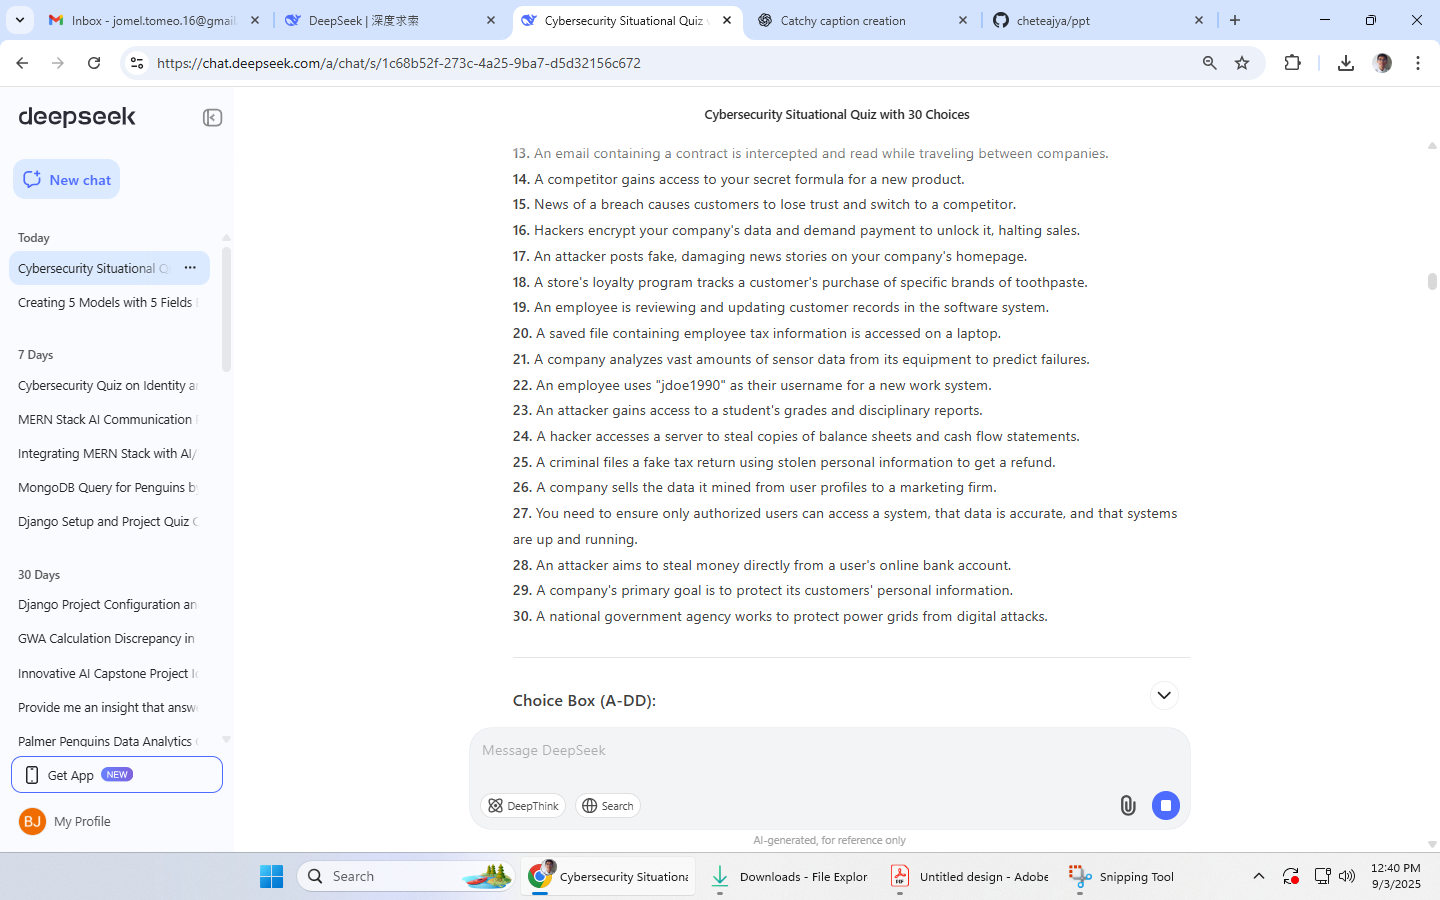 Inbox - jomel.tomeo.16@gmail.
DeepSeek | 深度求索
Cybersecurity Situational Quiz
Catchy caption creation
cheteajya/ppt
https://chat.deepseek.com/a/chat/s/1c68b52f-273c-4a25-9ba7-d5d32156c672
deepseek
New chat
Today
Cybersecurity Situational
Creating 5 Models with 5 Fields
7 Days
Cybersecurity Quiz on Identity
MERN Stack AI Communication
Integrating MERN Stack with AI/
MongoDB Query for Penguins by
Django Setup and Project Quiz
30 Days
Django Project Configuration
GWA Calculation Discrepancy in
Innovative AI Capstone Project
Provide me an insight that
Palmer Penguins Data Analytics
Get App NEW
BJ My Profile
Cybersecurity Situational Quiz with 30 Choices
13. An email containing a contract is intercepted and read while traveling between companies.
14. A competitor gains access to your secret formula for a new product.
15. News of a breach causes customers to lose trust and switch to a competitor.
16. Hackers encrypt your company's data and demand payment to unlock it, halting sales.
17. An attacker posts fake, damaging news stories on your company's homepage.
18. A store's loyalty program tracks a customer's purchase of specific brands of toothpaste.
19. An employee is reviewing and updating customer records in the software system.
20. A saved file containing employee tax information is accessed on a laptop.
21. A company analyzes vast amounts of sensor data from its equipment to predict failures.
22. An employee uses "jdoe1990" as their username for a new work system.
23. An attacker gains access to a student's grades and disciplinary reports.
24. A hacker accesses a server to steal copies of balance sheets and cash flow statements.
25. A criminal files a fake tax return using stolen personal information to get a refund.
26. A company sells the data it mined from user profiles to a marketing firm.
27. You need to ensure only authorized users can access a system, that data is accurate, and that systems
are up and running.
28. An attacker aims to steal money directly from a user's online bank account.
29. A company's primary goal is to protect its customers' personal information.
30. A national government agency works to protect power grids from digital attacks.
Choice Box (A-DD):
Message DeepSeek
DeepThink
Search
AI-generated, for reference only
Search
Cybersecurity Situationa
Downloads - File Explor
Untitled design - Adobe
Snipping Tool
12:40 PM
9/3/2025